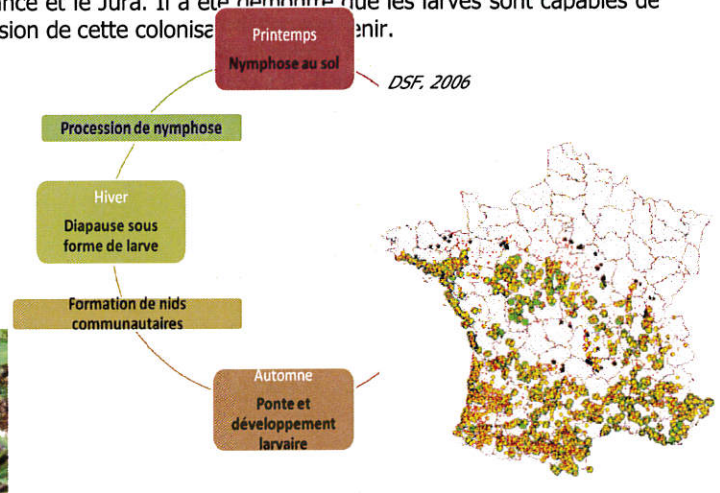 ance et le Jura. Il a été démontré que les larves sont capables de
sion de cette colonisa enir.
Printemps
Nymphose au sol
DSF, 2006
Procession de nymphose
Hiver
Diapause sous
forme de larve
Formation de nids
communautaires
Automne
Ponte et
développement
larvaire